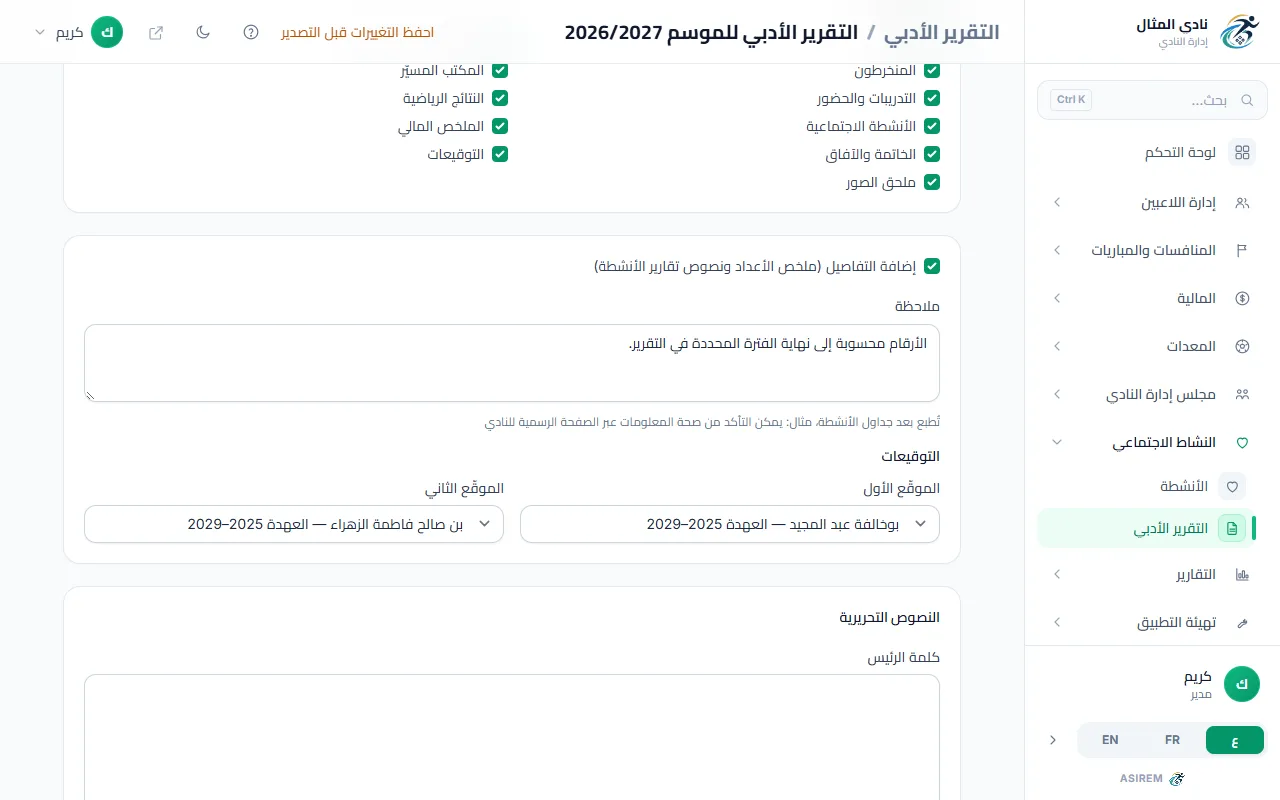 نادي المثال
إدارة النادي
بحث...
Ctrl K
لوحة التحكم
إدارة اللاعبين
المنافسات والمباريات
المالية
المعدات
مجلس إدارة النادي
النشاط الاجتماعي
الأنشطة
التقرير الأدبي
التقارير
تهيئة التطبيق
ك
كريم
مدير
ع
FR
EN
ASIREM
التقرير الأدبي / التقرير الأدبي للموسم 2026/2027
احفظ التغييرات قبل التصدير
ك
كريم
المنخرطون
المكتب المسيّر
التدريبات والحضور
النتائج الرياضية
الأنشطة الاجتماعية
الملخص المالي
الخاتمة والآفاق
التوقيعات
ملحق الصور
إضافة التفاصيل (ملخص الأعداد ونصوص تقارير الأنشطة)
ملاحظة
الأرقام محسوبة إلى نهاية الفترة المحددة في التقرير.
تُطبع بعد جداول الأنشطة، مثال: يمكن التأكد من صحة المعلومات عبر الصفحة الرسمية للنادي
التوقيعات
الموقّع الأول
الموقّع الثاني
بوخالفة عبد المجيد — العهدة 2025–2029
بن صالح فاطمة الزهراء — العهدة 2025–2029
النصوص التحريرية
كلمة الرئيس